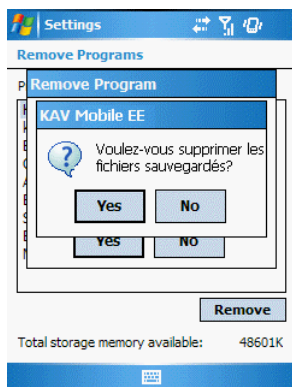 Settings
Remove Programs
P
Remove Program
KAV Mobile EE
Voulez-vous supprimer les
fichiers sauvegardés?
Yes No
Yes No
Remove
Total storage memory available: 48601K